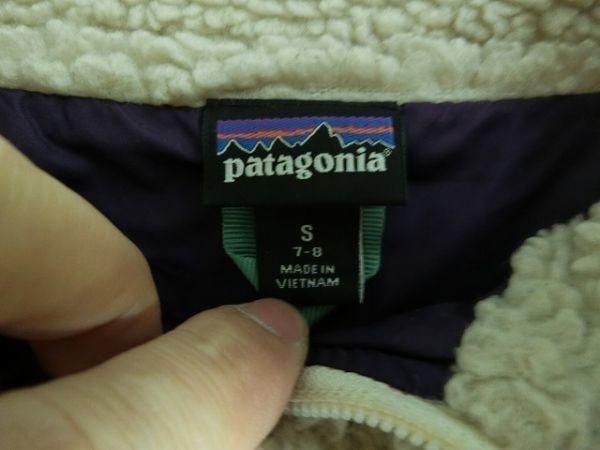 patagonia®
S
7-8
MADE IN
VIETNAM